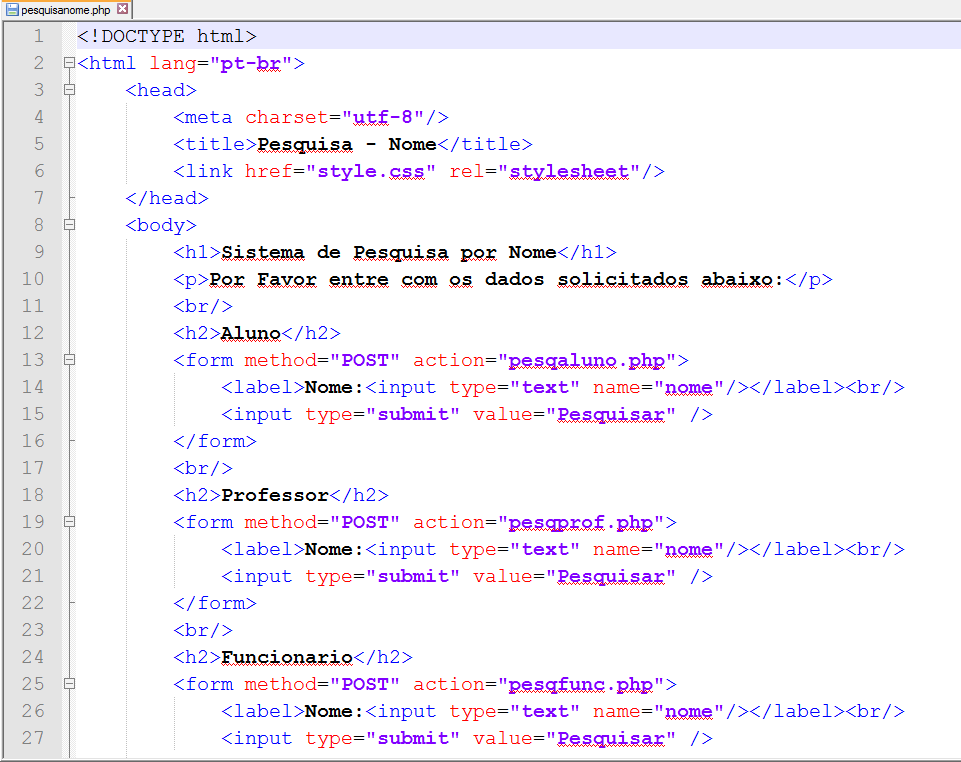 pesquisanome.php
1 <!DOCTYPE html>
2 <html lang="pt-br">
3 <head>
4 <meta charset="utf-8"/>
5 <title>Pesquisa - Nome</title>
6 <link href="style.css" rel="stylesheet"/>
7 </head>
8 <body>
9 <h1>Sistema de Pesquisa por Nome</h1>
10 <p>Por Favor entre com os dados solicitados abaixo:</p>
11 <br/>
12 <h2>Aluno</h2>
13 <form method="POST" action="pesqaluno.php">
14 <label>Nome:<input type="text" name="nome"/></label><br/>
15 <input type="submit" value="Pesquisar" />
16 </form>
17 <br/>
18 <h2>Professor</h2>
19 <form method="POST" action="pesqprof.php">
20 <label>Nome:<input type="text" name="nome"/></label><br/>
21 <input type="submit" value="Pesquisar" />
22 </form>
23 <br/>
24 <h2>Funcionario</h2>
25 <form method="POST" action="pesqfunc.php">
26 <label>Nome:<input type="text" name="nome"/></label><br/>
27 <input type="submit" value="Pesquisar" />